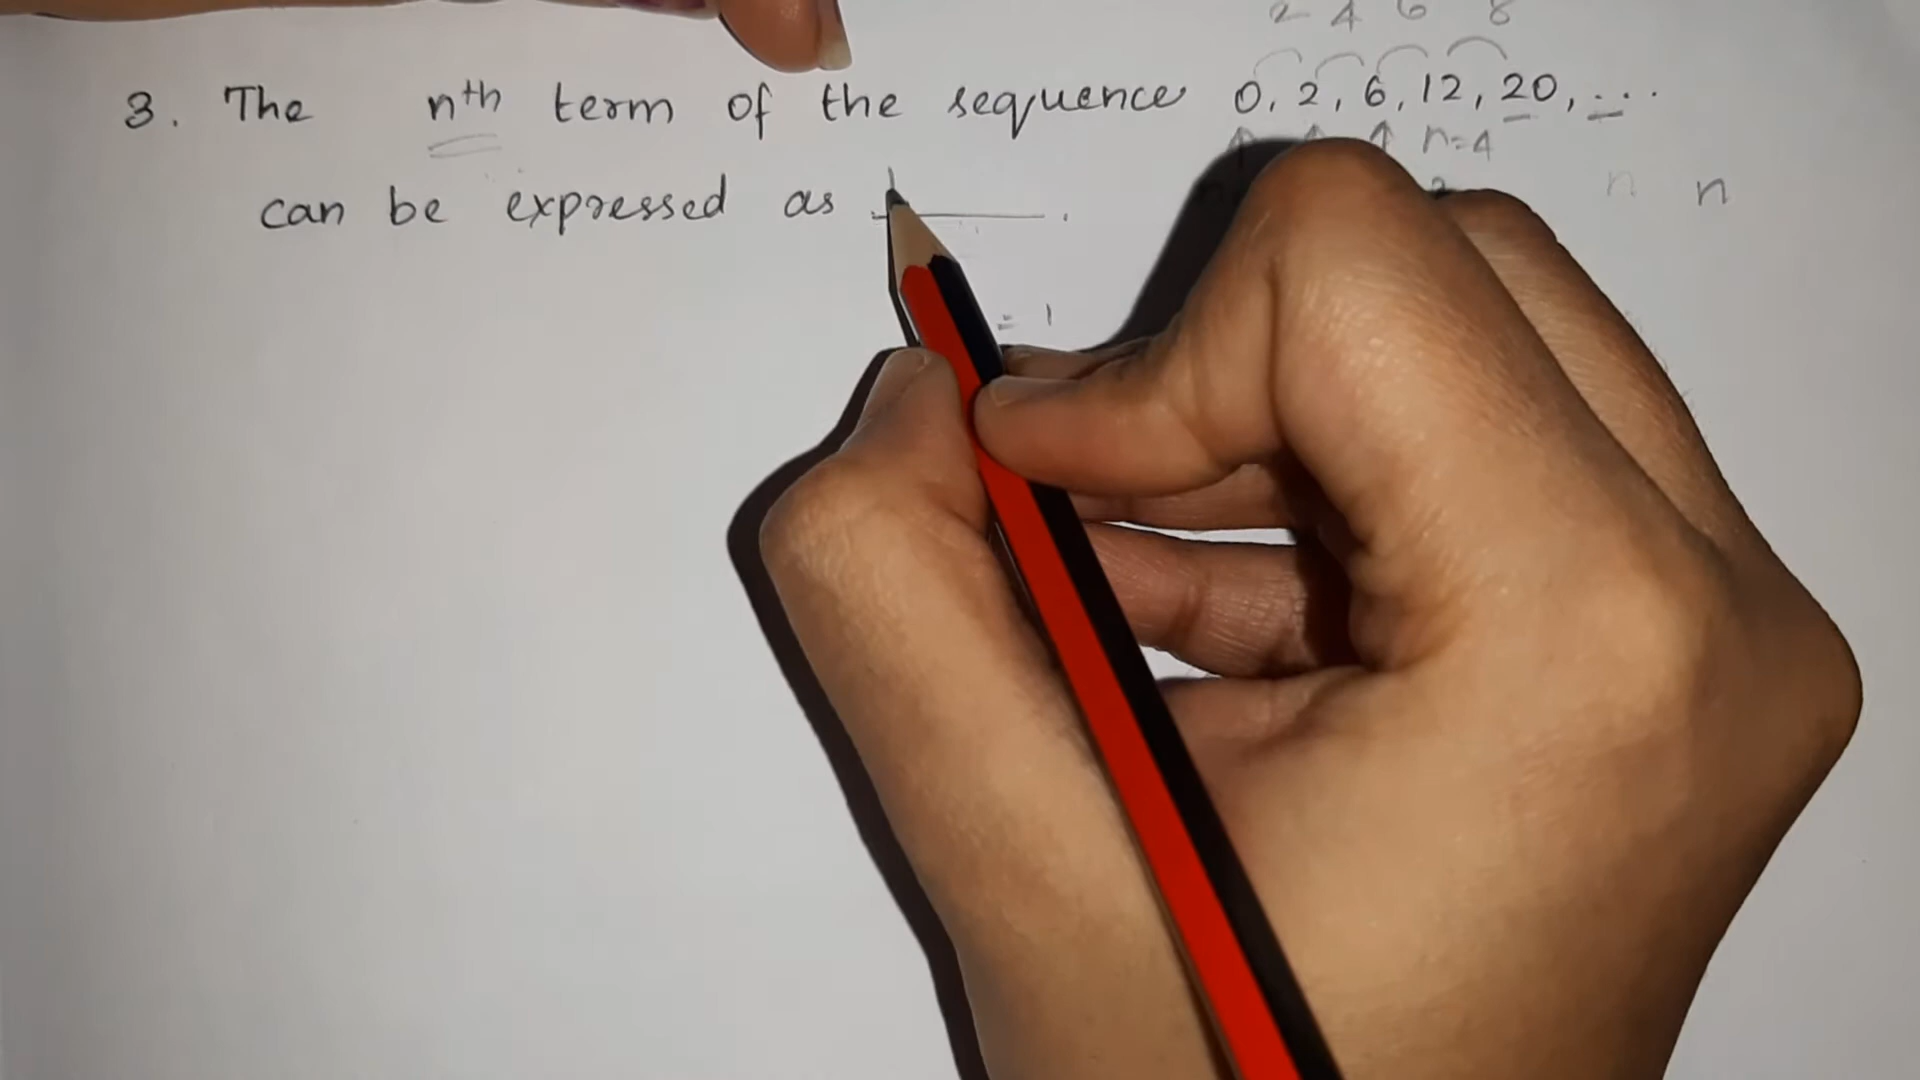 2 4 6 8
3. The nth term of the sequence 0, 2, 6, 12, 20, ...
n=4
can be expressed as ______ .
n n
= 1